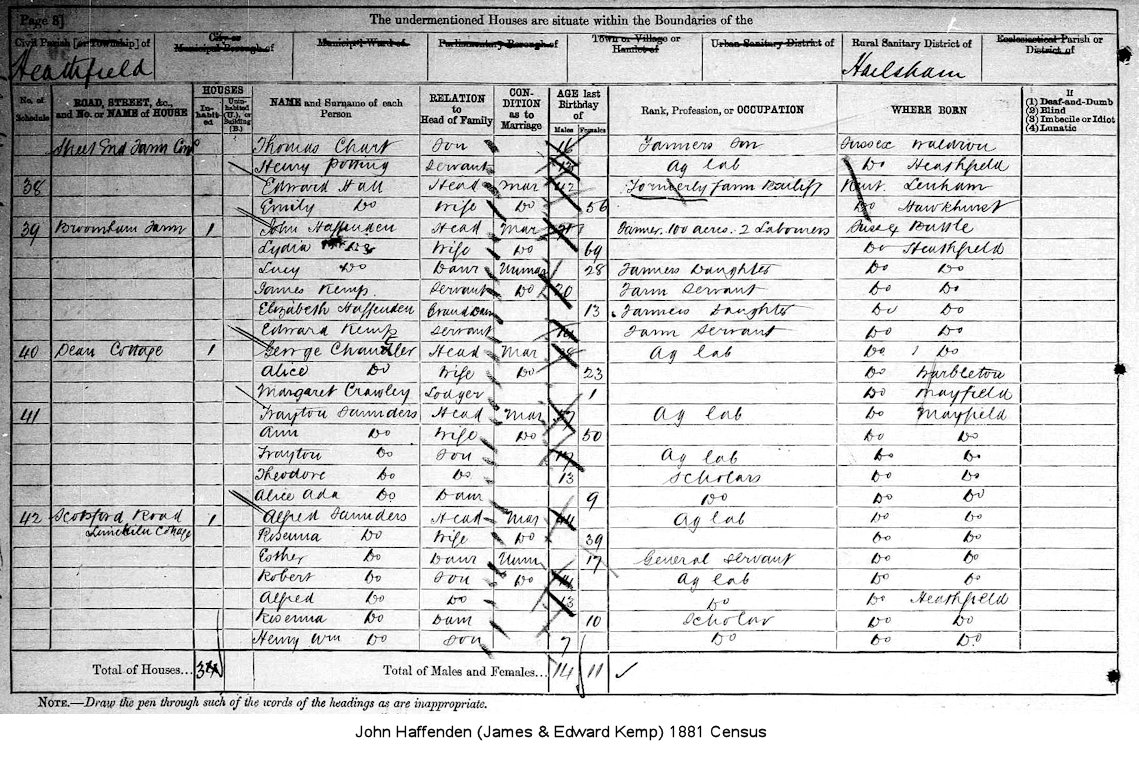 Page 8] The undermentioned Houses are situate within the Boundaries of the
Civil Parish [or Township] of City or Municipal Borough of Municipal Ward of Parliamentary Borough of Town or Village or Hamlet of Urban Sanitary District of Rural Sanitary District of Ecclesiastical Parish or District of
Heathfield Hailsham
No. of Schedule ROAD, STREET, &c., and No. or NAME of HOUSE HOUSES Inhabited Uninhabited (U.), or Building (B.) NAME and Surname of each Person RELATION to Head of Family CONDITION as to Marriage AGE last Birthday of Males Females Rank, Profession, or OCCUPATION WHERE BORN If (1) Deaf-and-Dumb (2) Blind (3) Imbecile or Idiot (4) Lunatic
Street End Farm Thomas Chart Son 16 Farmers Son Sussex Waldron
Henry Potting Servant Ag lab Do Heathfield
38 Edward Hall Head Mar 42 Formerly Farm Bailiff Kent Lenham
Emily Do Wife Do 56 Do Hawkhurst
39 Broomham Farm 1 John Haffenden Head Mar Farmer 100 acres. 2 Labourers Sussex Battle
Lydia Do Wife Do 69 Do Heathfield
Lucy Do Daur Unmar 28 Farmers Daughter Do Do
James Kemp Servant Do 20 Farm Servant Do Do
Elizabeth Haffenden Grand Daur 13 Farmers Daughter Do Do
Edward Kemp Servant Farm Servant Do Do
40 Dean Cottage 1 George Chandler Head Mar 28 Ag lab Do Do
Alice Do Wife Do 23 Do Warbleton
Margaret Crawley Lodger 1 Do Mayfield
41 Trayton Saunders Head Mar Ag lab Do Mayfield
Ann Do Wife Do 50 Do Do
Trayton Do Son Ag lab Do Do
Theodore Do Do 13 Scholars Do Do
Alice Ada Do Daur 9 Do Do Do
42 Scotsford Road 1 Alfred Saunders Head Mar 44 Ag lab Do Do
Limekiln Cottage Rosenna Do Wife Do 39 Do Do
Esther Do Daur Unm 17 General Servant Do Do
Robert Do Son Do 14 Ag lab Do Do
Alfred Do Do 13 Do Do Heathfield
Rosenna Do Daur 10 Scholar Do Do
Henry Wm Do Son 7 Do Do Do
Total of Houses... 34 Total of Males and Females... 14 11
NOTE.—Draw the pen through such of the words of the headings as are inappropriate.
John Haffenden (James & Edward Kemp) 1881 Census